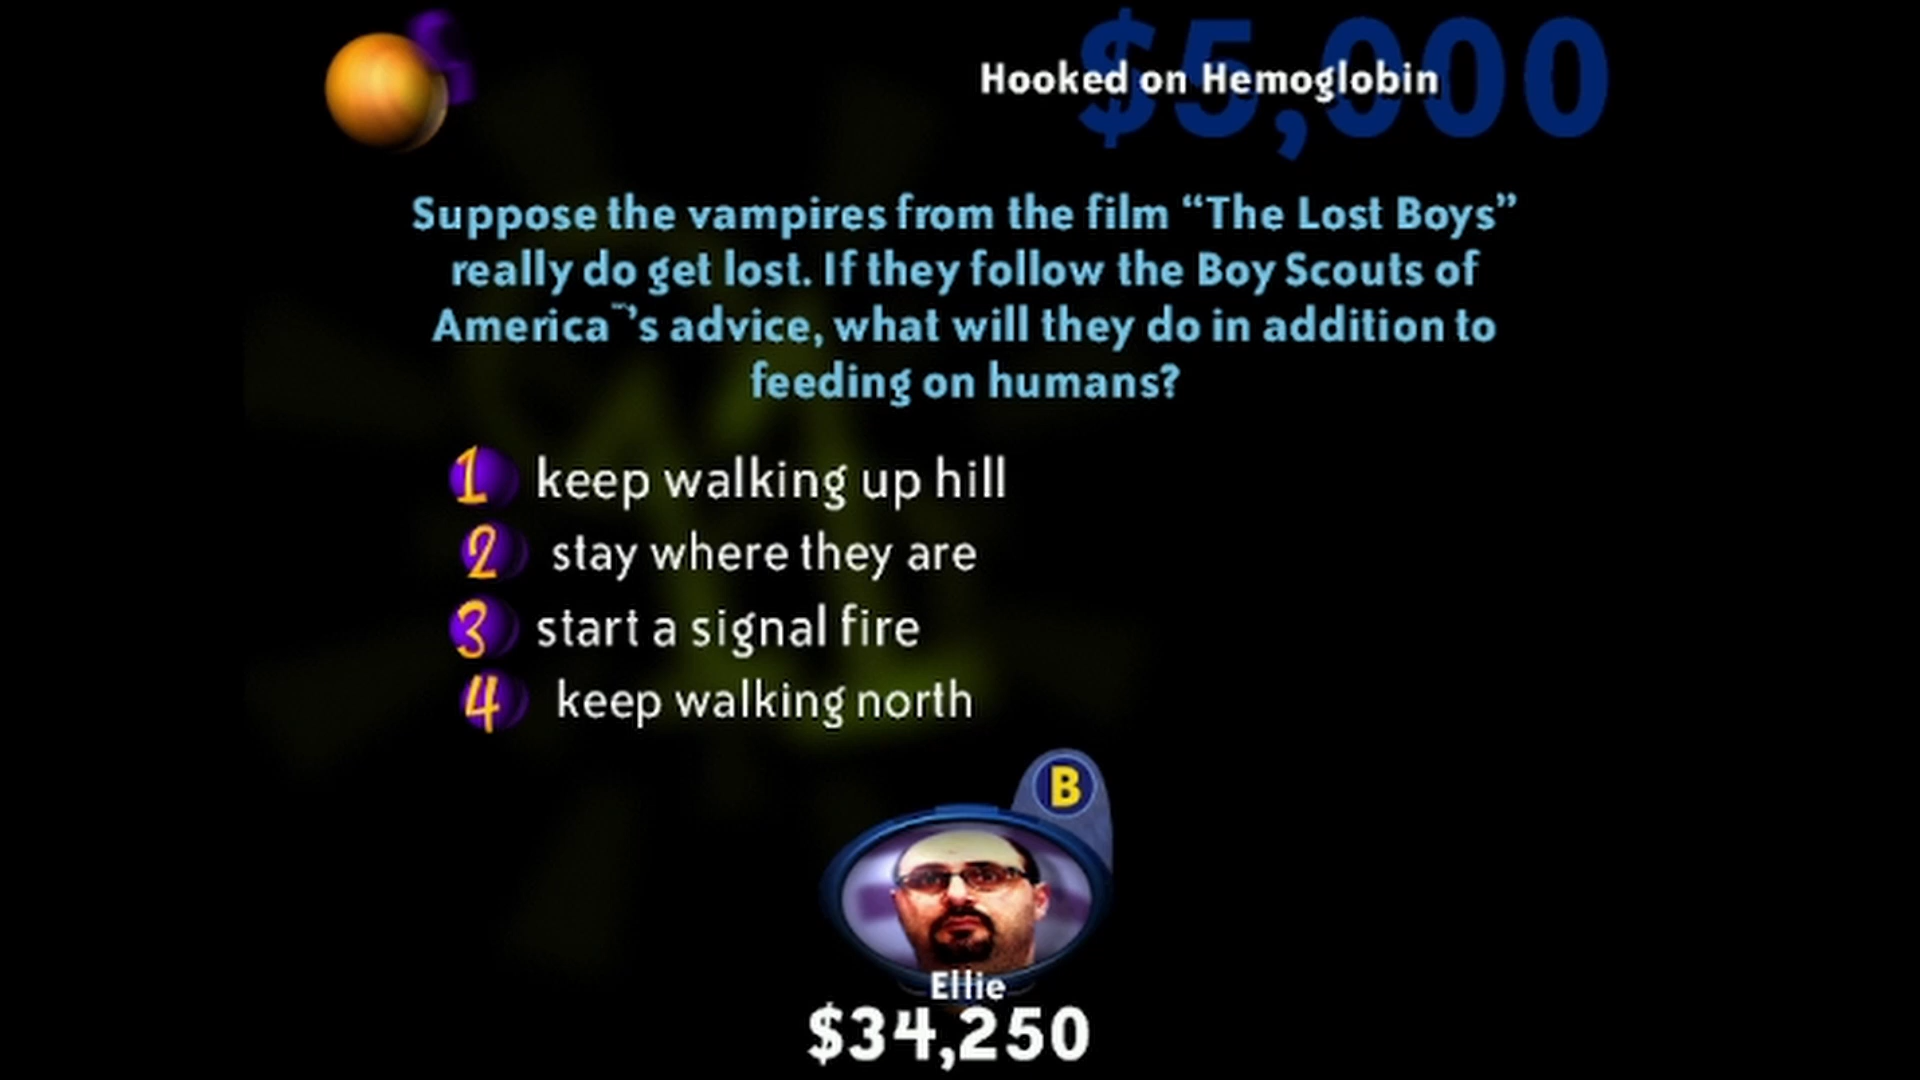 $5,000
Hooked on Hemoglobin
Suppose the vampires from the film “The Lost Boys”
really do get lost. If they follow the Boy Scouts of
America™’s advice, what will they do in addition to
feeding on humans?
1 keep walking up hill
2 stay where they are
3 start a signal fire
4 keep walking north
B
Ellie
$34,250